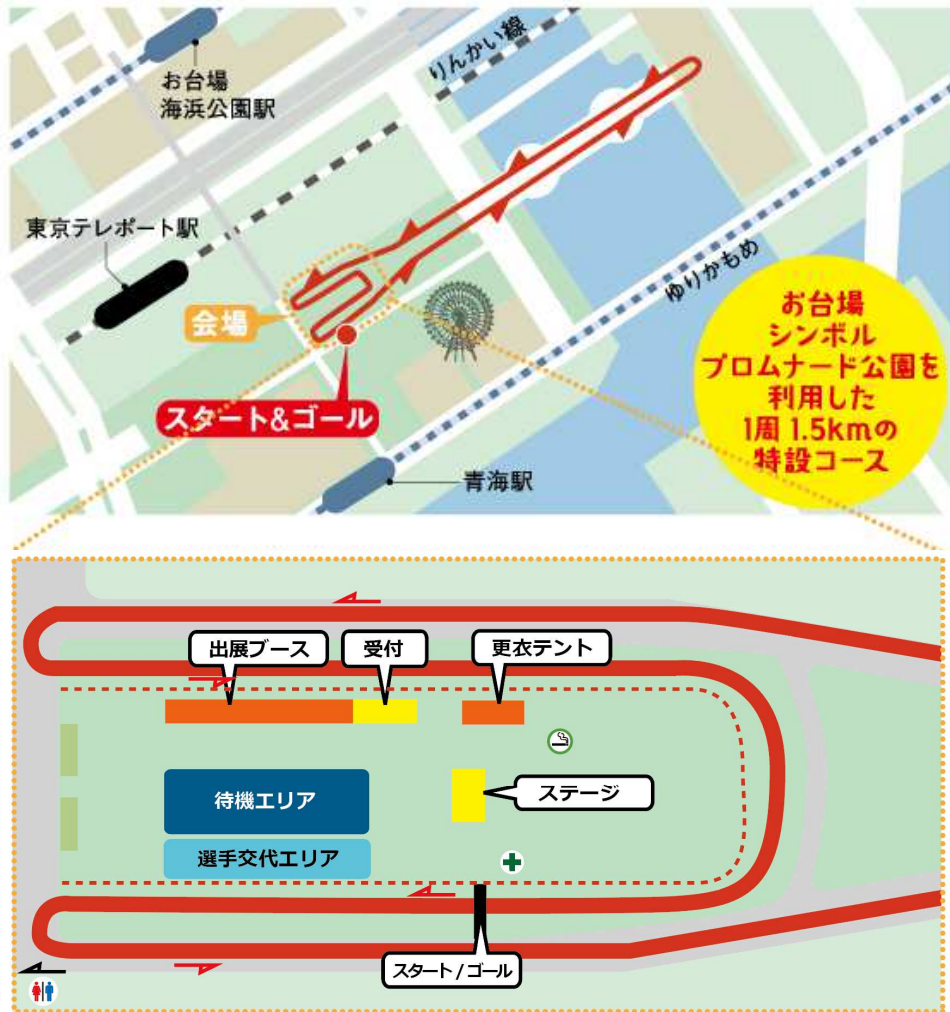 お台場
海浜公園駅
りんかい線
東京テレポート駅
ゆりかもめ
会場
スタート&ゴール
青海駅
お台場
シンボル
プロムナード公園を
利用した
1周 1.5kmの
特設コース
出展ブース
受付
更衣テント
待機エリア
ステージ
選手交代エリア
スタート / ゴール